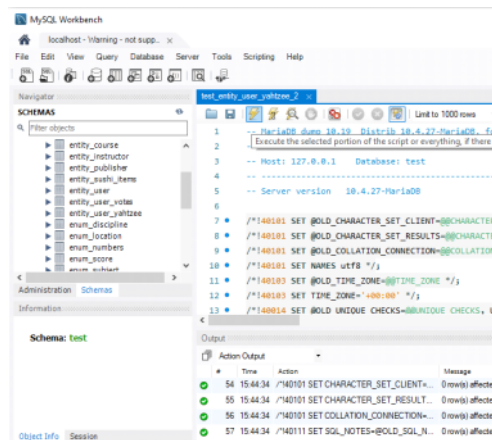 MySQL Workbench
localhost - Warning - not supp... ×
File Edit View Query Database Server Tools Scripting Help
Navigator
SCHEMAS
Filter objects
entity_course
entity_instructor
entity_publisher
entity_sushi_items
entity_user
entity_user_votes
entity_user_yahtzee
enum_discipline
enum_location
enum_numbers
enum_score
enum_subject
Administration Schemas
Information
Schema: test
Object Info Session
test_entity_user_yahtzee_2 ×
Limit to 1000 rows
1 -- MariaDB dump 10.19 Distrib 10.4.27-MariaDB, f
2 Execute the selected portion of the script or everything, if there
3 -- Host: 127.0.0.1 Database: test
4 -- ------------------------------------
5 -- Server version 10.4.27-MariaDB
6
7 /*!40101 SET @OLD_CHARACTER_SET_CLIENT=@@CHARACTE
8 /*!40101 SET @OLD_CHARACTER_SET_RESULTS=@@CHARACT
9 /*!40101 SET @OLD_COLLATION_CONNECTION=@@COLLATIO
10 /*!40101 SET NAMES utf8 */;
11 /*!40103 SET @OLD_TIME_ZONE=@@TIME_ZONE */;
12 /*!40103 SET TIME_ZONE='+00:00' */;
13 /*!40014 SET @OLD_UNIQUE_CHECKS=@@UNIQUE_CHECKS, U
Output
Action Output
# Time Action Message
54 15:44:34 /*!40101 SET CHARACTER_SET_CLIENT=... 0 row(s) affecte
55 15:44:34 /*!40101 SET CHARACTER_SET_RESULT... 0 row(s) affecte
56 15:44:34 /*!40101 SET COLLATION_CONNECTION=... 0 row(s) affecte
57 15:44:34 /*!40111 SET SQL_NOTES=@OLD_SQL_N... 0 row(s) affecte